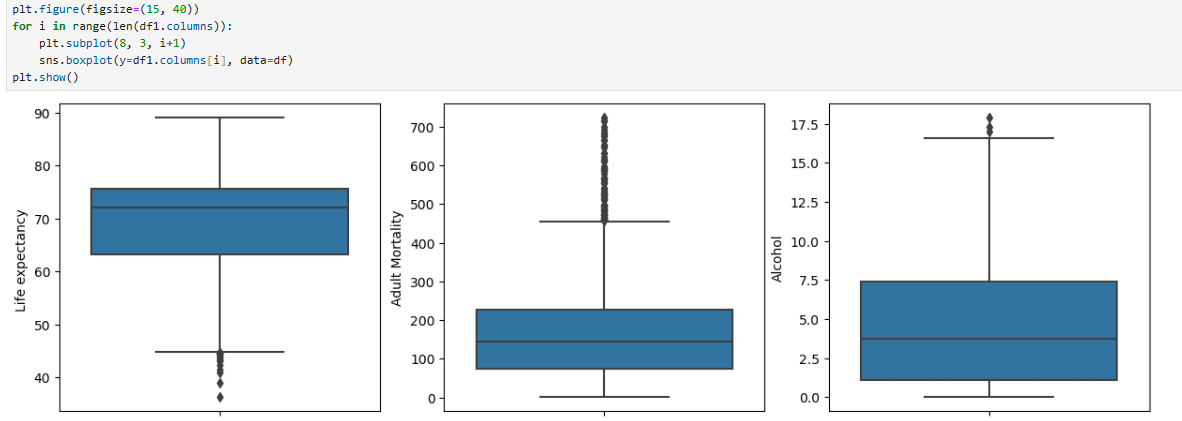 plt.figure(figsize=(15, 40))
for i in range(len(df1.columns)):
    plt.subplot(8, 3, i+1)
    sns.boxplot(y=df1.columns[i], data=df)
plt.show()
90
80
70
60
50
40
Life expectancy
700
600
500
400
300
200
100
0
Adult Mortality
17.5
15.0
12.5
10.0
7.5
5.0
2.5
0.0
Alcohol